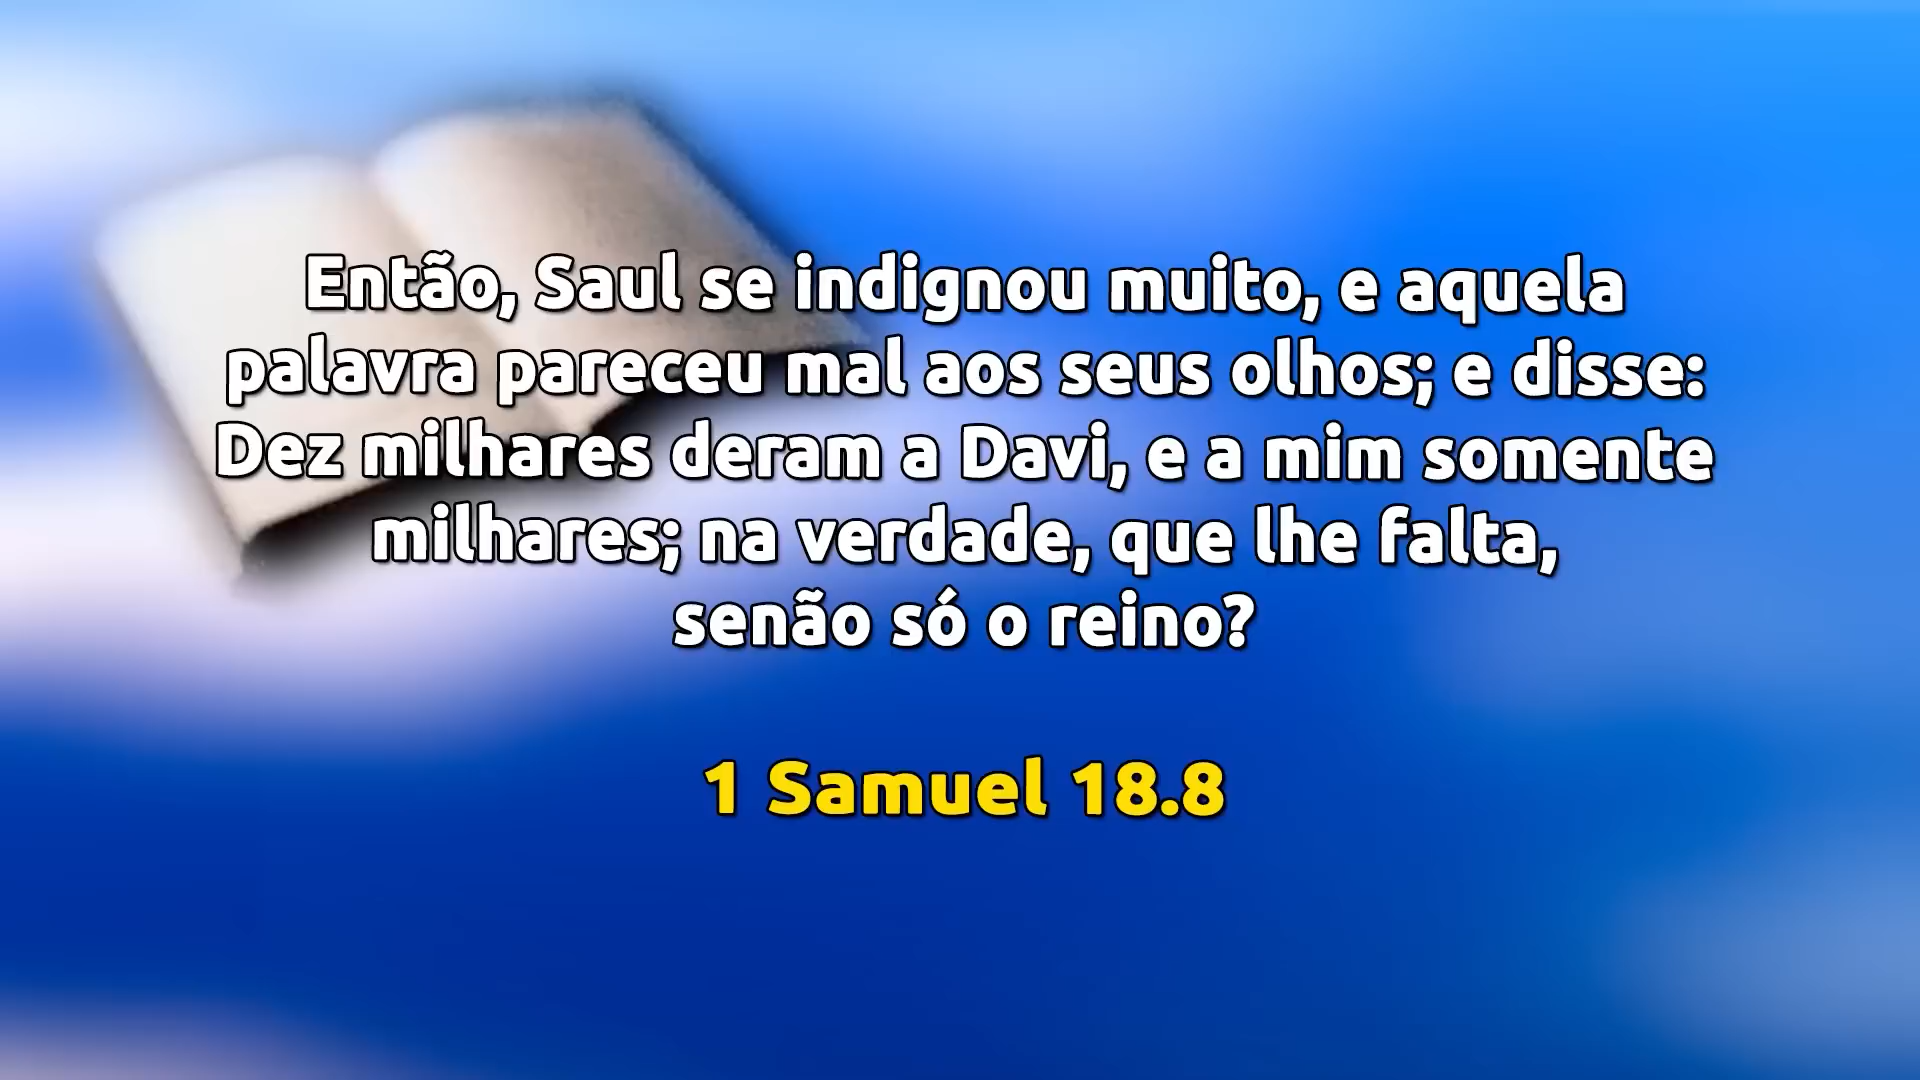 Então, Saul se indignou muito, e aquela
palavra pareceu mal aos seus olhos; e disse:
Dez milhares deram a Davi, e a mim somente
milhares; na verdade, que lhe falta,
senão só o reino?
1 Samuel 18.8